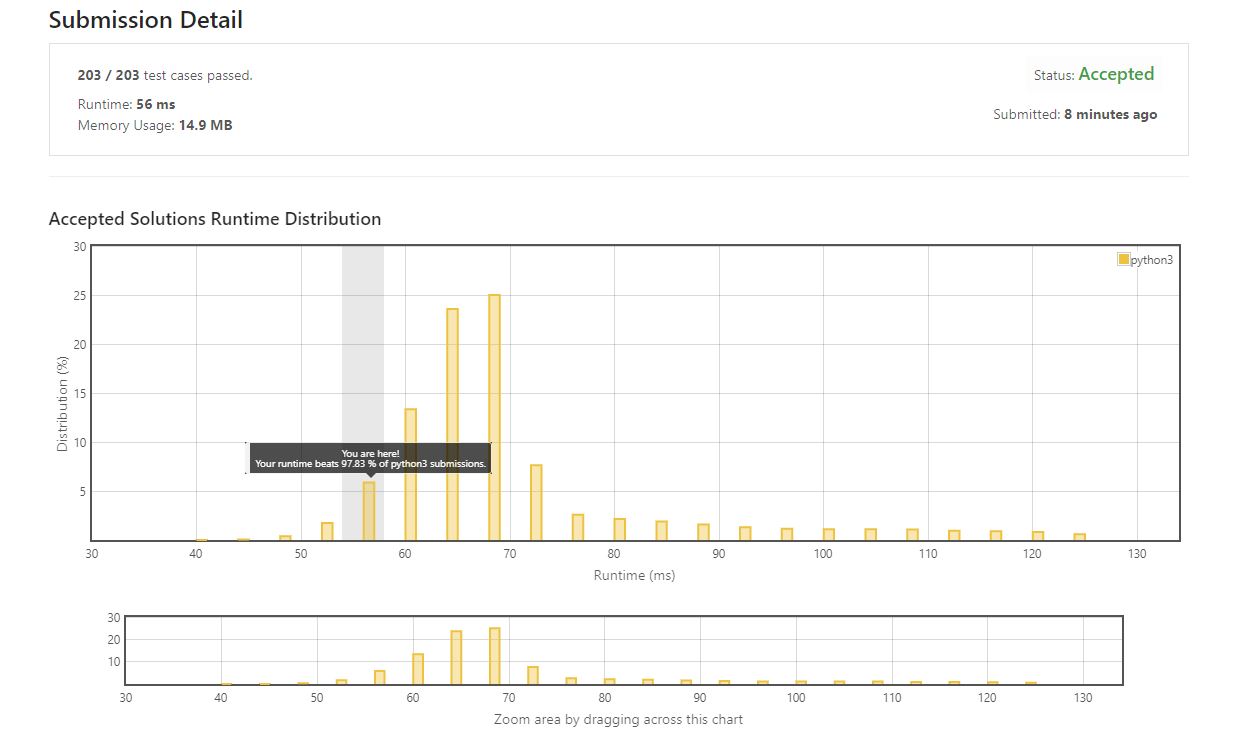 Submission Detail
203 / 203 test cases passed.
Status: Accepted
Runtime: 56 ms
Submitted: 8 minutes ago
Memory Usage: 14.9 MB
Accepted Solutions Runtime Distribution
30
python3
25
20
15
10
5
Distribution (%)
You are here!
Your runtime beats 97.83 % of python3 submissions.
30 40 50 60 70 80 90 100 110 120 130
Runtime (ms)
30
20
10
30 40 50 60 70 80 90 100 110 120 130
Zoom area by dragging across this chart